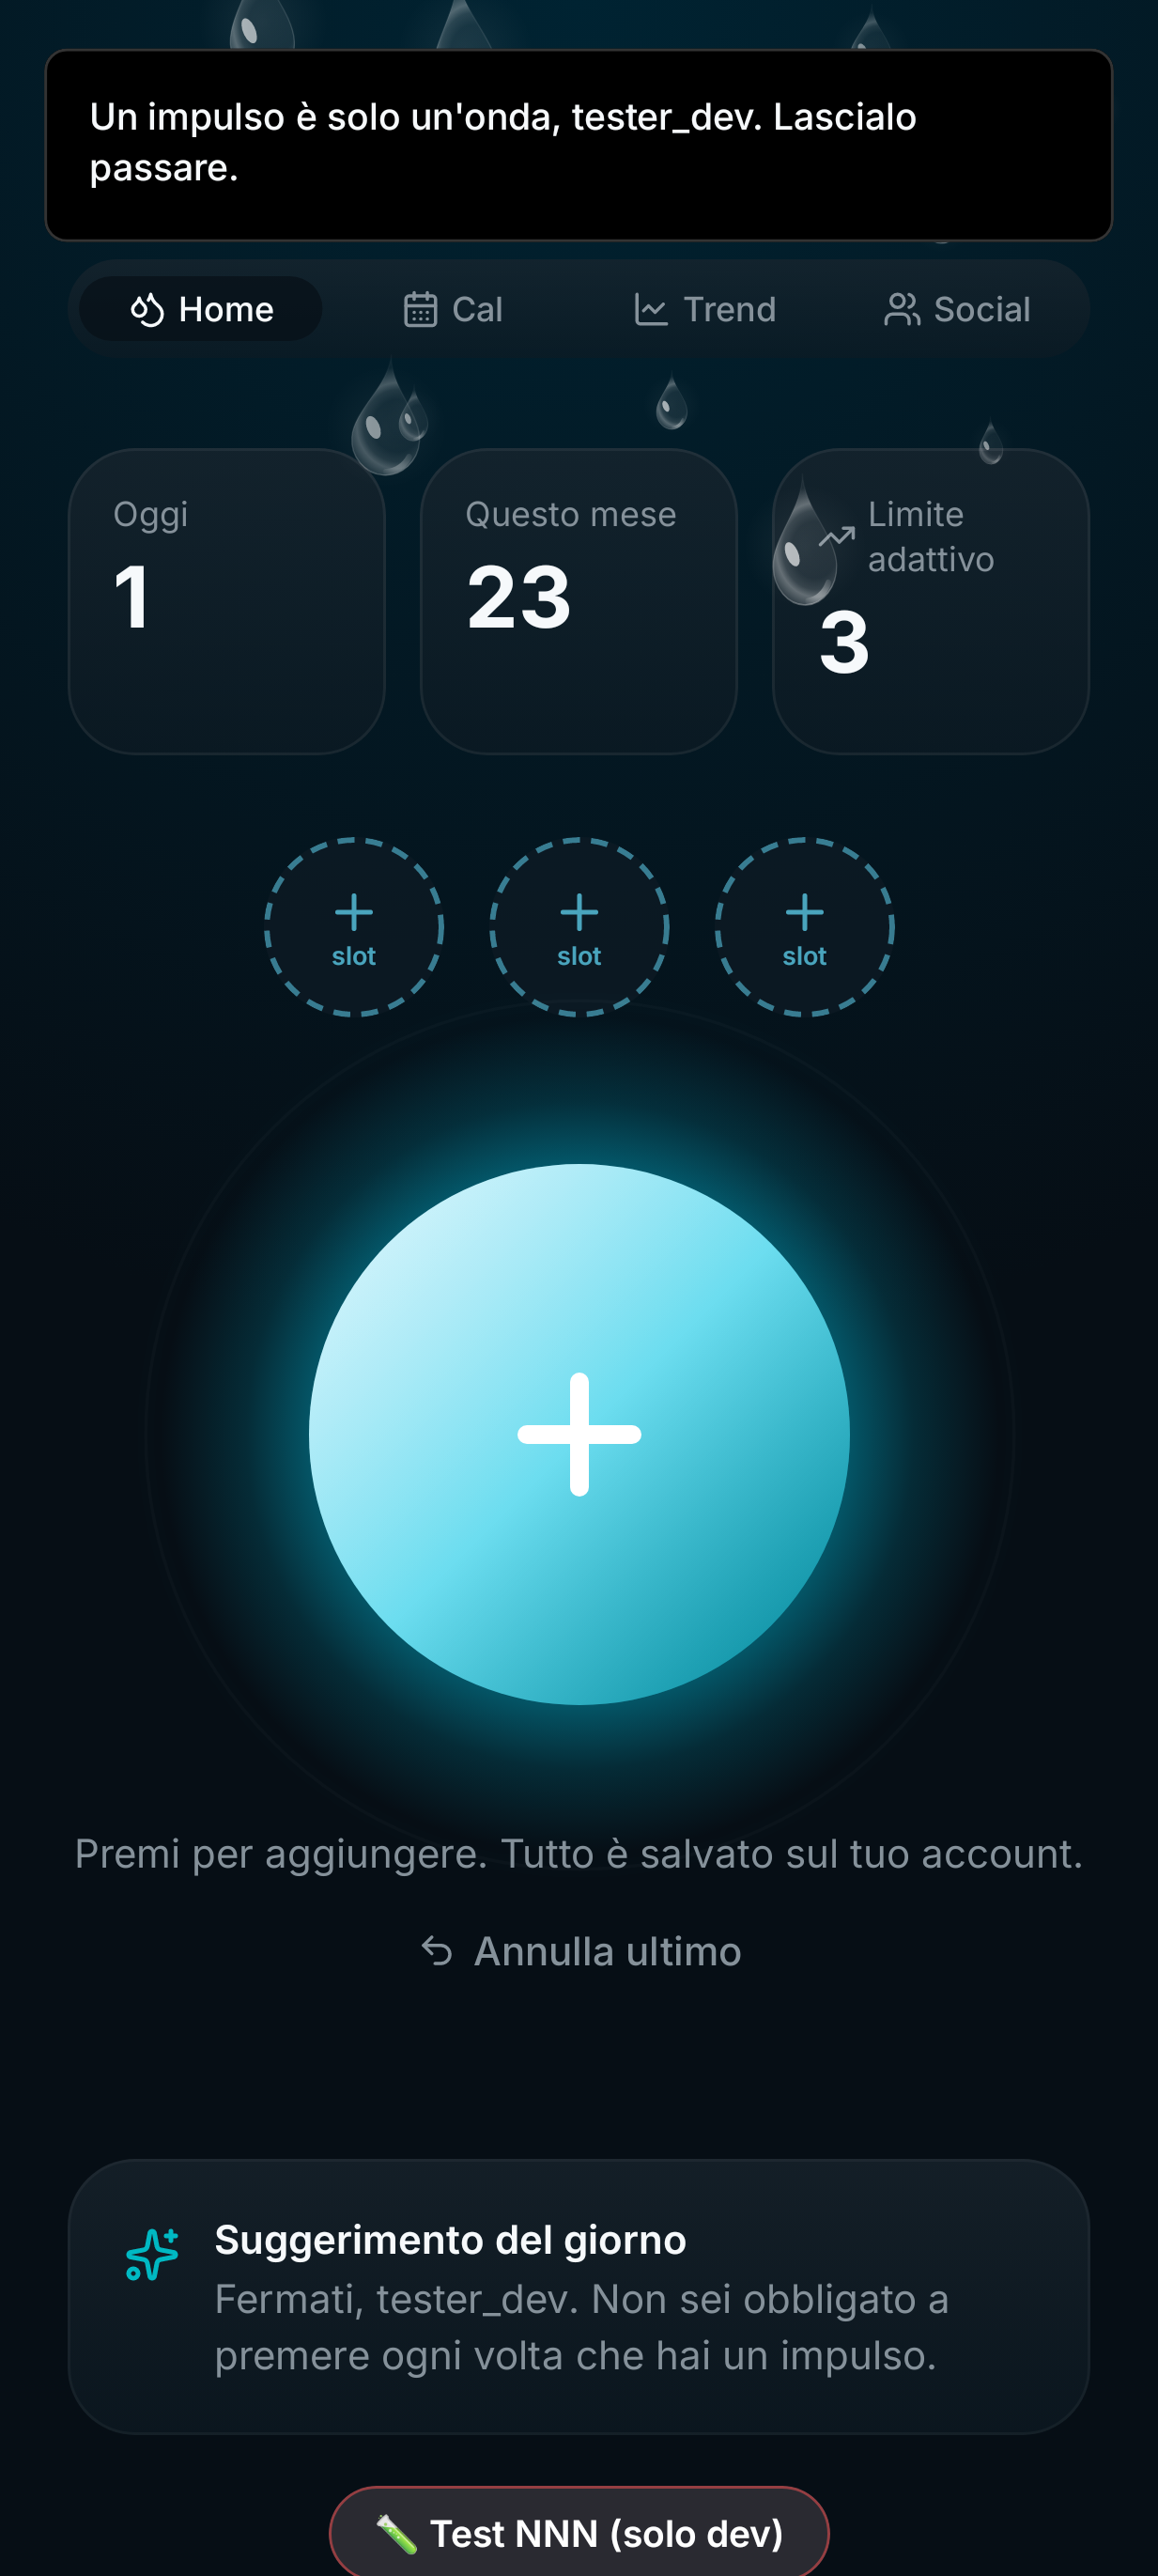 Un impulso è solo un'onda, tester_dev. Lascialo
passare.
Home
Cal
Trend
Social
Oggi
1
Questo mese
23
Limite
adattivo
3
slot
slot
slot
Premi per aggiungere. Tutto è salvato sul tuo account.
Annulla ultimo
Suggerimento del giorno
Fermati, tester_dev. Non sei obbligato a
premere ogni volta che hai un impulso.
Test NNN (solo dev)